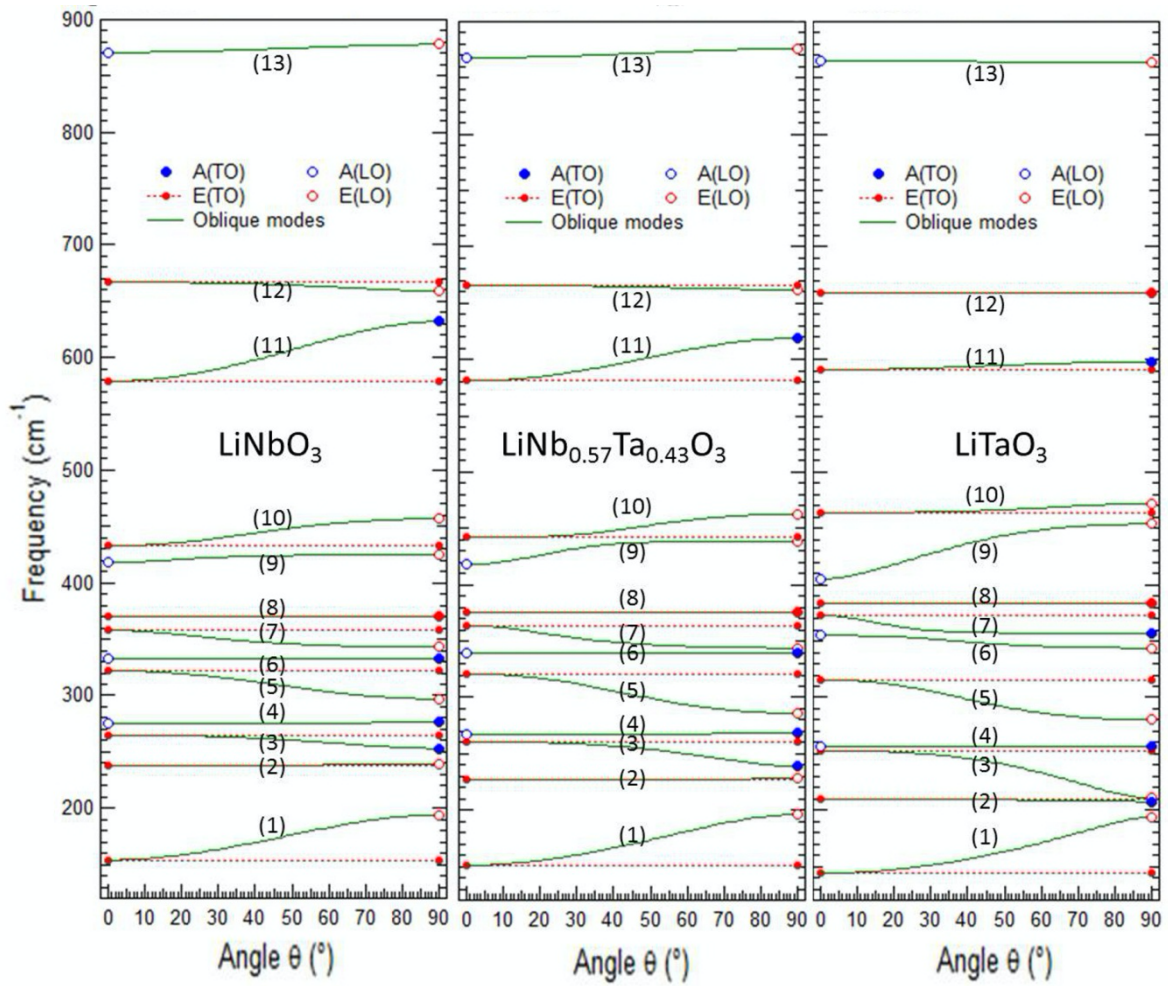 900
800
700
600
500
400
300
200
Frequency (cm⁻¹)
A(TO) A(LO)
E(TO) E(LO)
Oblique modes
(13)
(12)
(11)
LiNbO₃
(10)
(9)
(8)
(7)
(6)
(5)
(4)
(3)
(2)
(1)
0 10 20 30 40 50 60 70 80 90
Angle θ (°)
A(TO) A(LO)
E(TO) E(LO)
Oblique modes
(13)
(12)
(11)
LiNb₀.₅₇Ta₀.₄₃O₃
(10)
(9)
(8)
(7)
(6)
(5)
(4)
(3)
(2)
(1)
0 10 20 30 40 50 60 70 80 90
Angle θ (°)
A(TO) A(LO)
E(TO) E(LO)
Oblique modes
(13)
(12)
(11)
LiTaO₃
(10)
(9)
(8)
(7)
(6)
(5)
(4)
(3)
(2)
(1)
0 10 20 30 40 50 60 70 80 90
Angle θ (°)